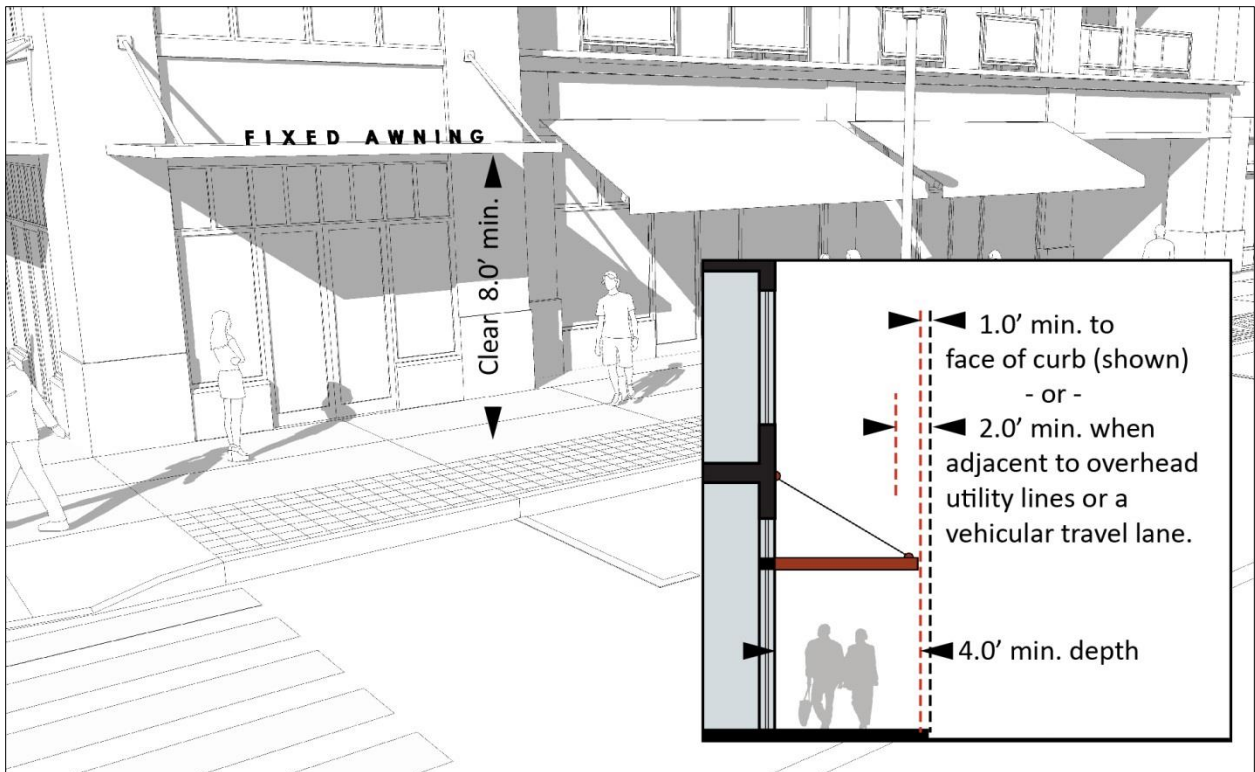 FIXED AWNING
Clear 8.0’ min.
1.0’ min. to
face of curb (shown)
- or -
2.0’ min. when
adjacent to overhead
utility lines or a
vehicular travel lane.
4.0’ min. depth